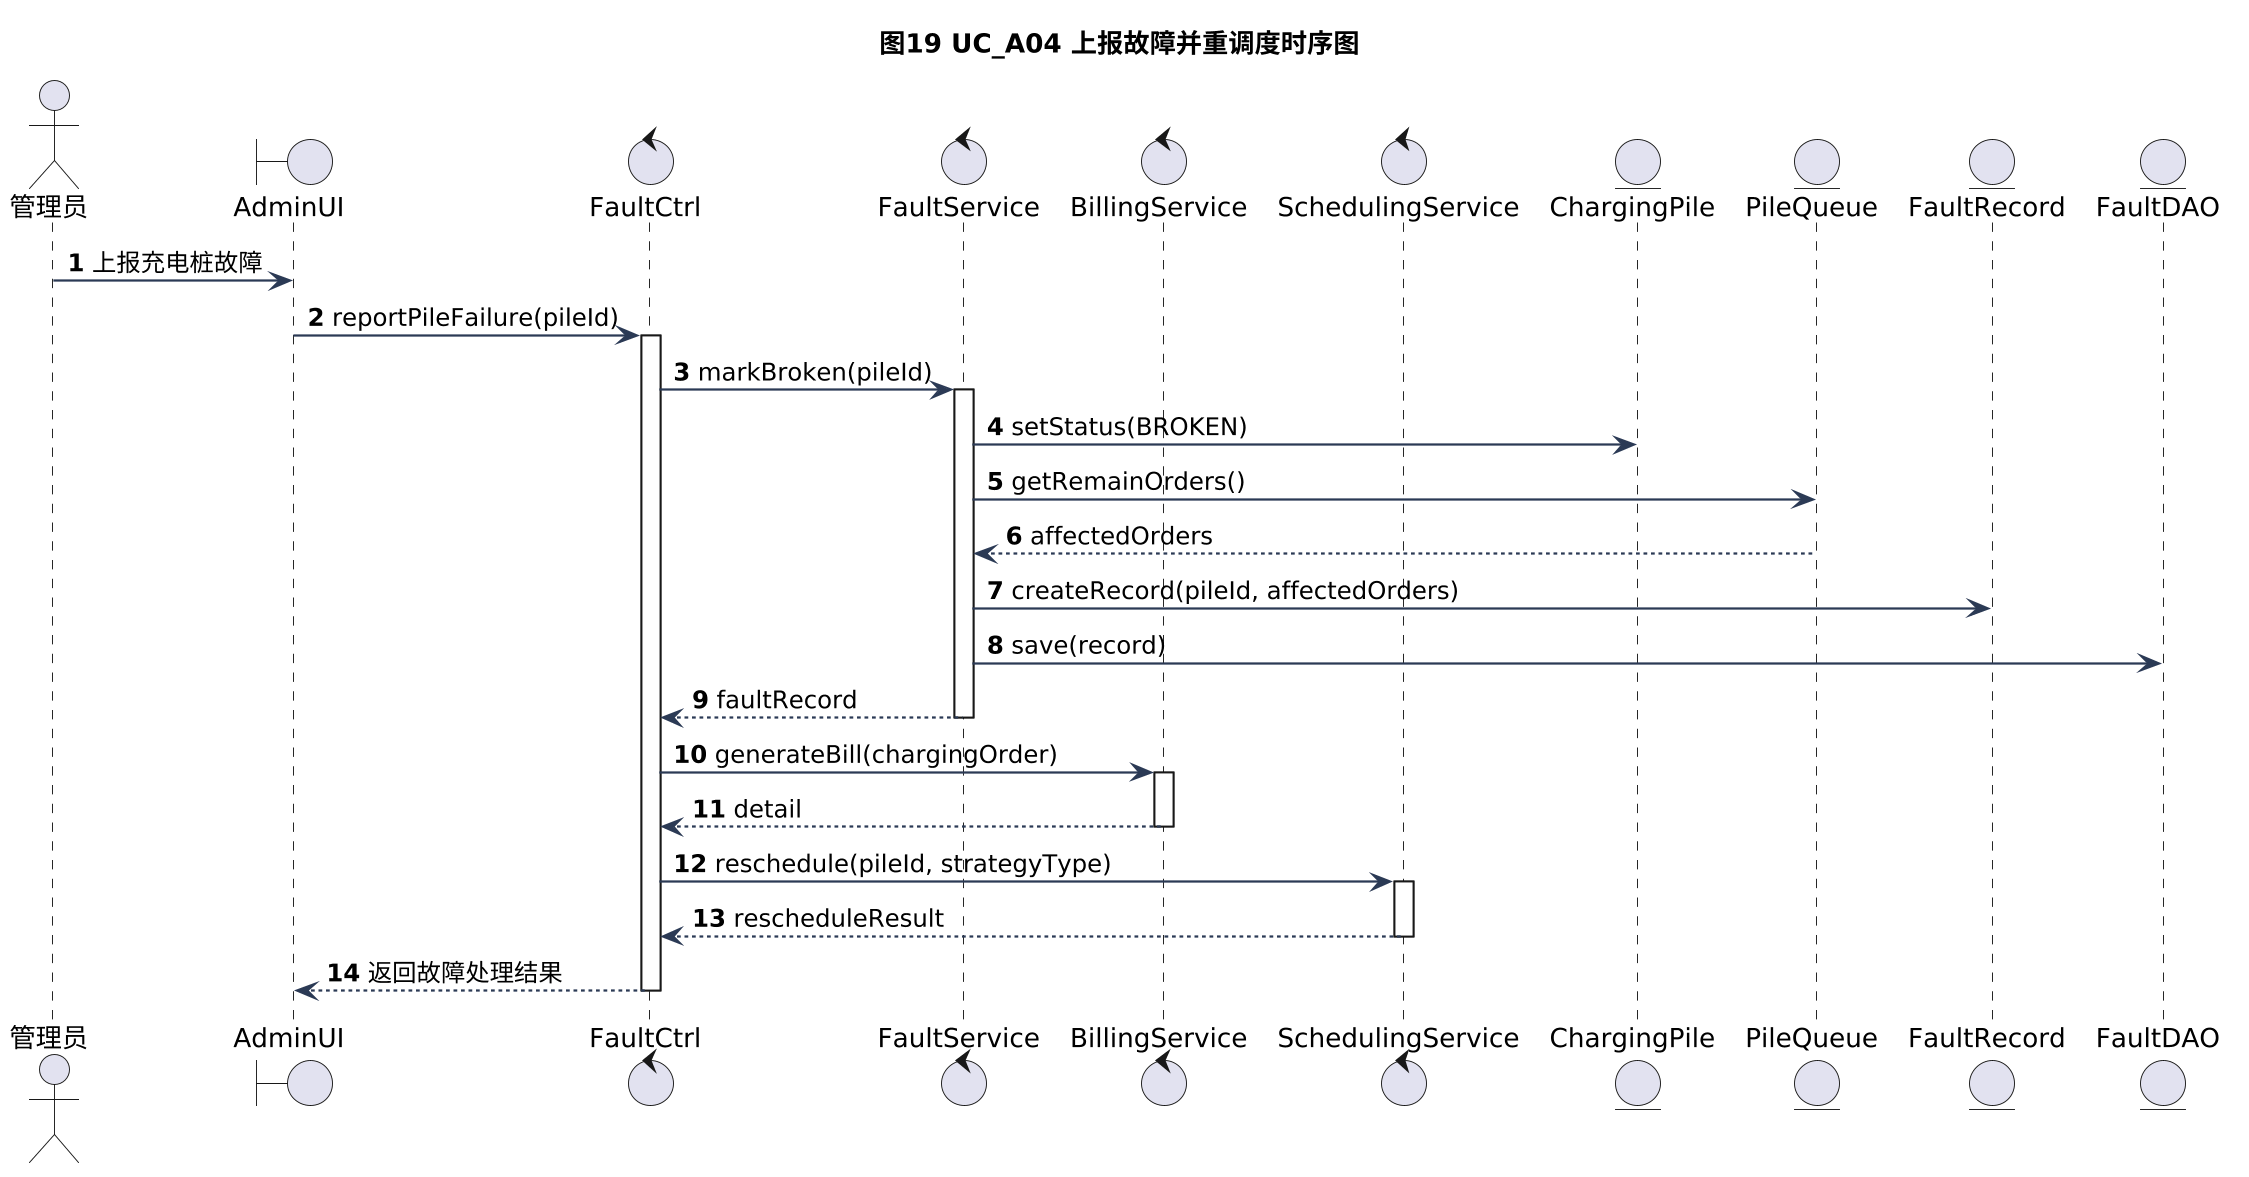 图19 UC_A04 上报故障并重调度时序图
管理员
AdminUI
FaultCtrl
FaultService
BillingService
SchedulingService
ChargingPile
PileQueue
FaultRecord
FaultDAO
1 上报充电桩故障
2 reportPileFailure(pileId)
3 markBroken(pileId)
4 setStatus(BROKEN)
5 getRemainOrders()
6 affectedOrders
7 createRecord(pileId, affectedOrders)
8 save(record)
9 faultRecord
10 generateBill(chargingOrder)
11 detail
12 reschedule(pileId, strategyType)
13 rescheduleResult
14 返回故障处理结果
管理员
AdminUI
FaultCtrl
FaultService
BillingService
SchedulingService
ChargingPile
PileQueue
FaultRecord
FaultDAO